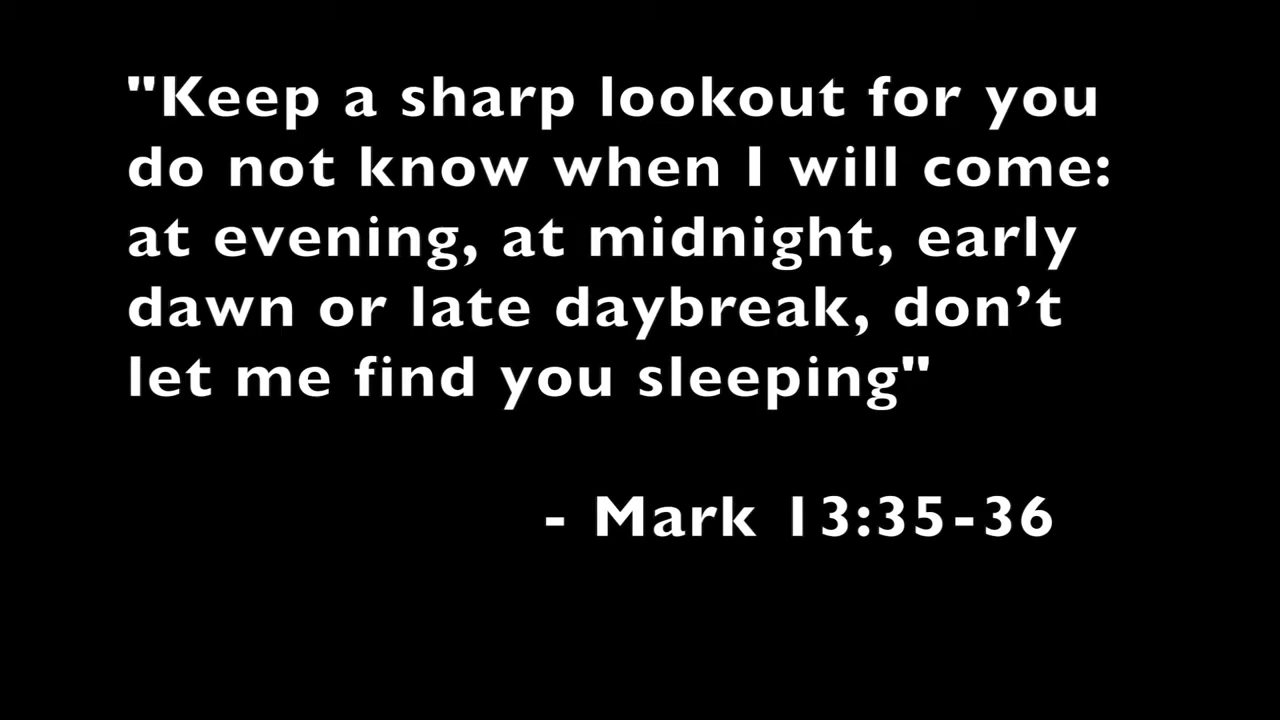 "Keep a sharp lookout for you
do not know when I will come:
at evening, at midnight, early
dawn or late daybreak, don’t
let me find you sleeping"
- Mark 13:35-36